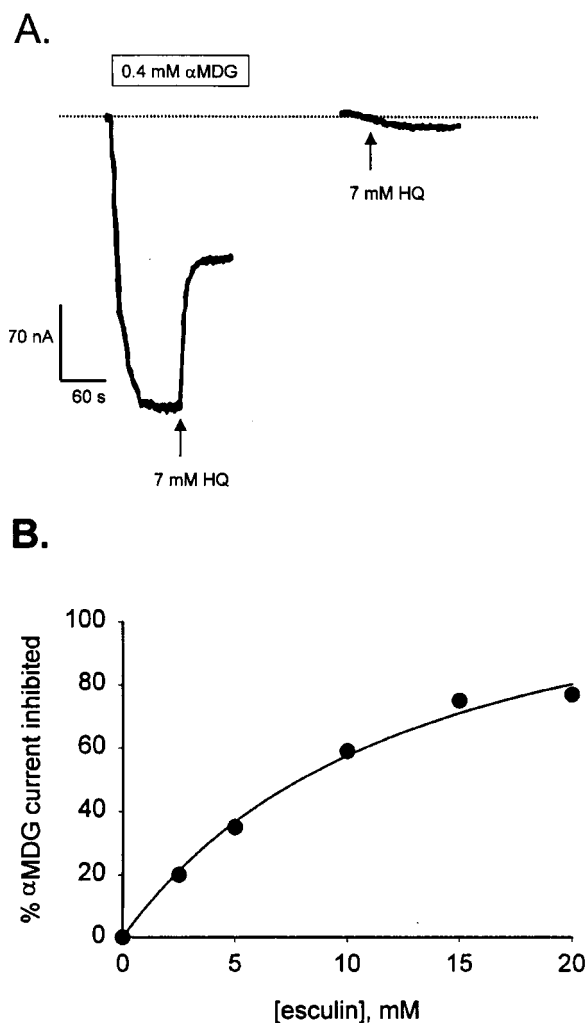 A.
0.4 mM αMDG
7 mM HQ
70 nA
60 s
7 mM HQ
B.
% αMDG current inhibited
100
80
60
40
20
0
0 5 10 15 20
[esculin], mM